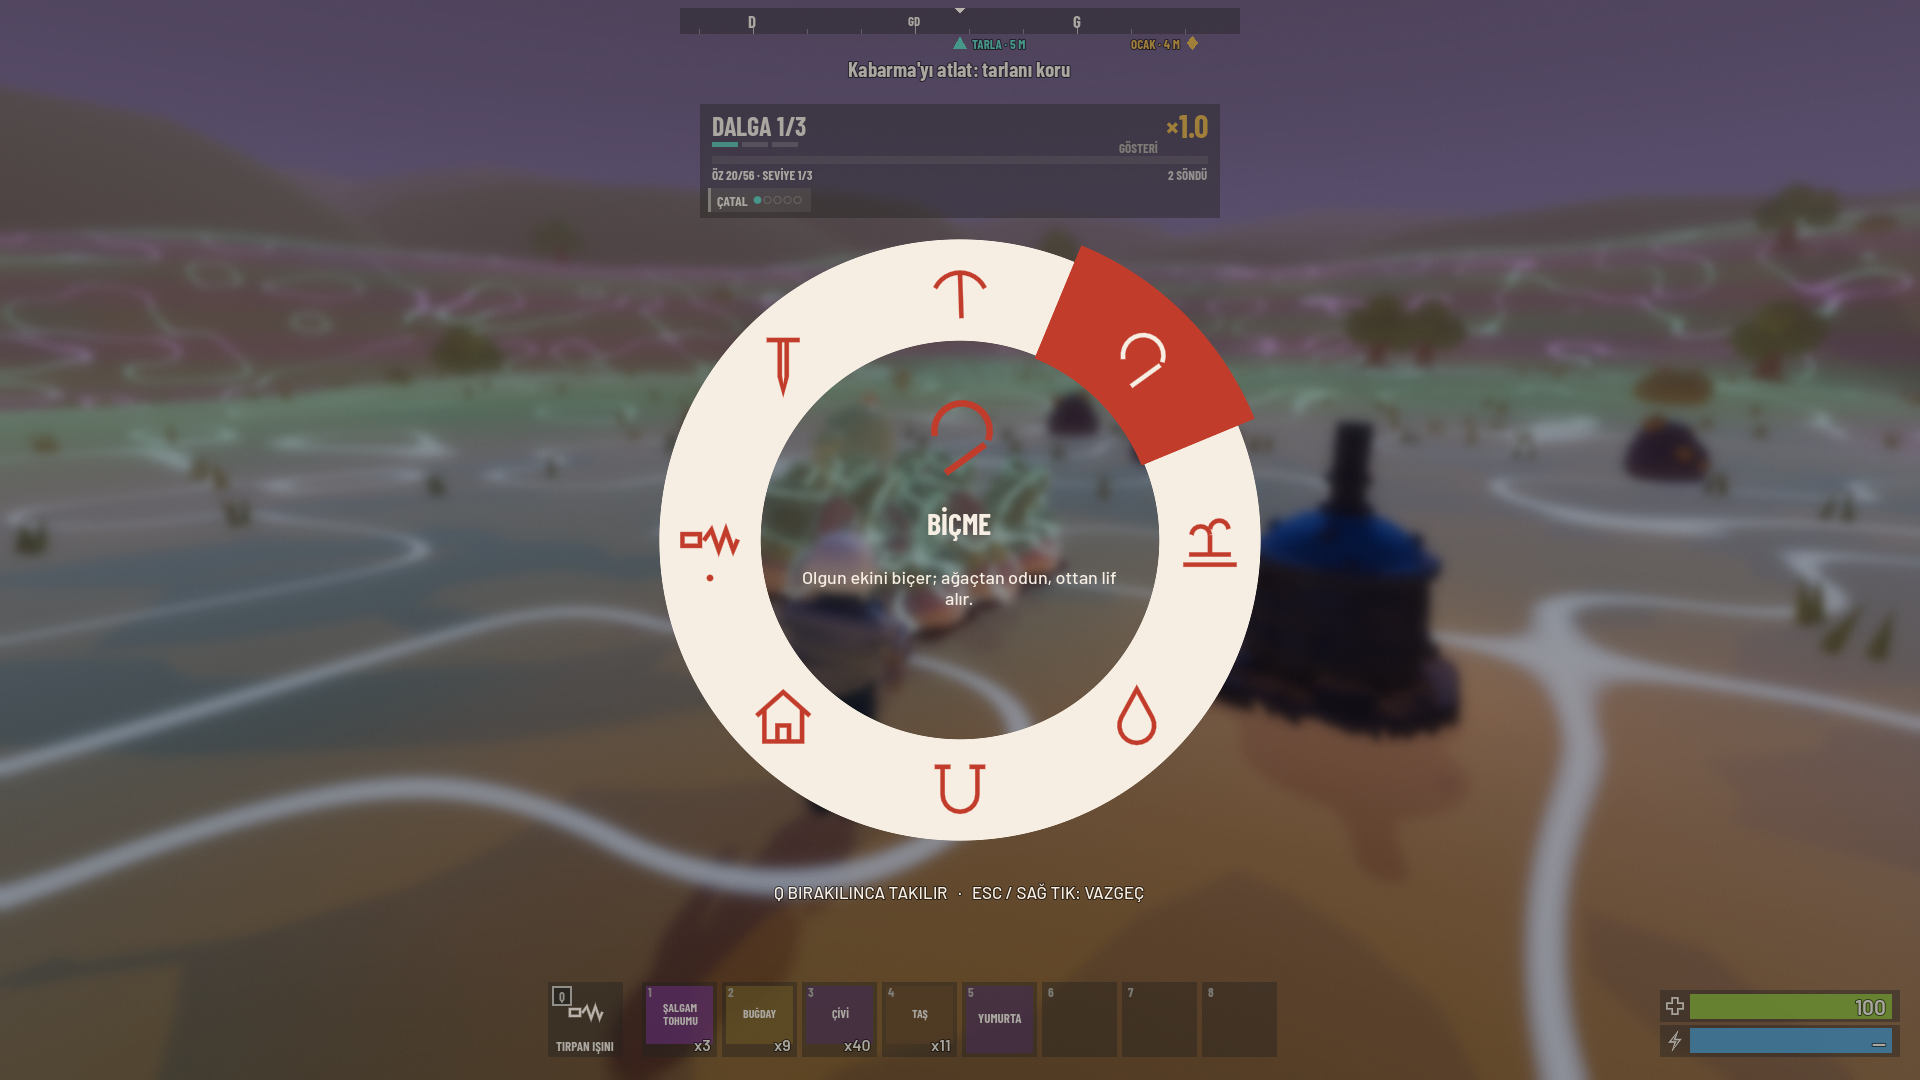 D GD G
TARLA · 5 M OCAK · 4 M
Kabarma'yı atlat: tarlanı koru
DALGA 1/3 ×1.0
GÖSTERİ
ÖZ 20/56 · SEVİYE 1/3 2 SÖNDÜ
ÇATAL
BİÇME
Olgun ekini biçer; ağaçtan odun, ottan lif
alır.
Q BIRAKILINCA TAKILIR · ESC / SAĞ TIK: VAZGEÇ
Q TIRPAN IŞINI
1 ŞALGAM TOHUMU x3
2 BUĞDAY x9
3 ÇİVİ x40
4 TAŞ x11
5 YUMURTA
6
7
8
100
—